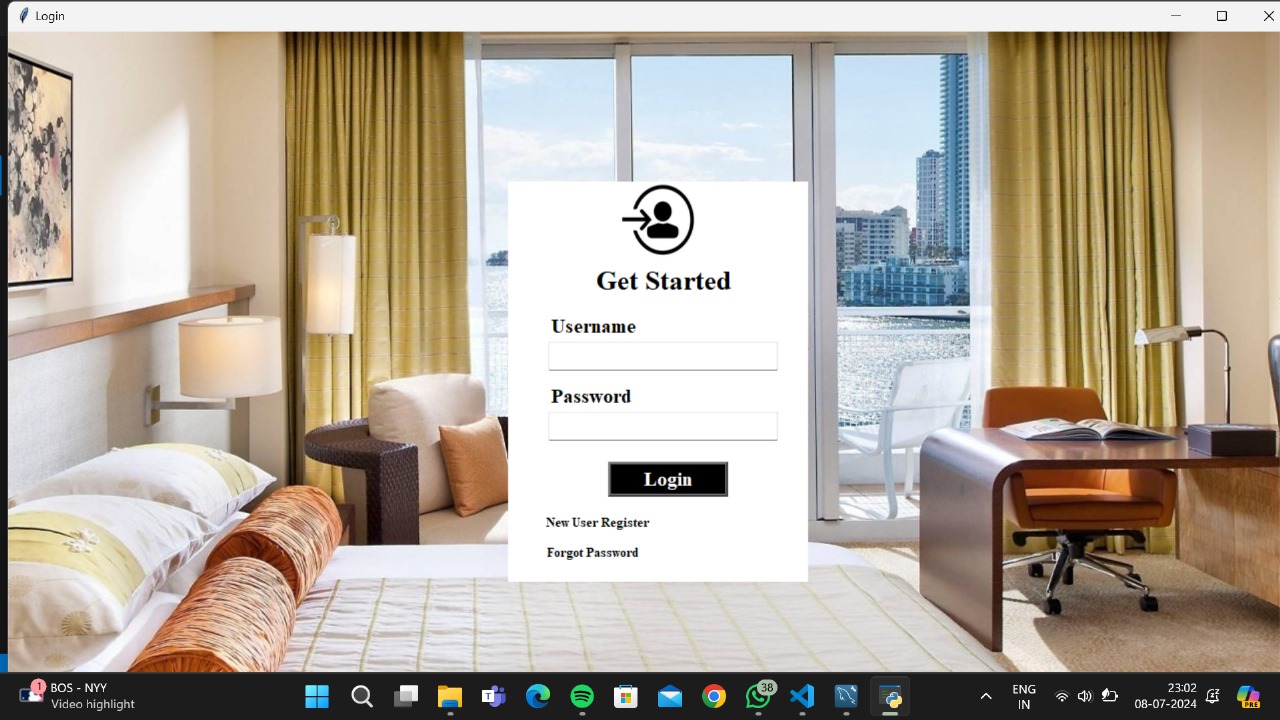 Login
Get Started
Username
Password
Login
New User Register
Forgot Password
1
BOS - NYY
Video highlight
38
ENG
IN
23:02
08-07-2024
PRE